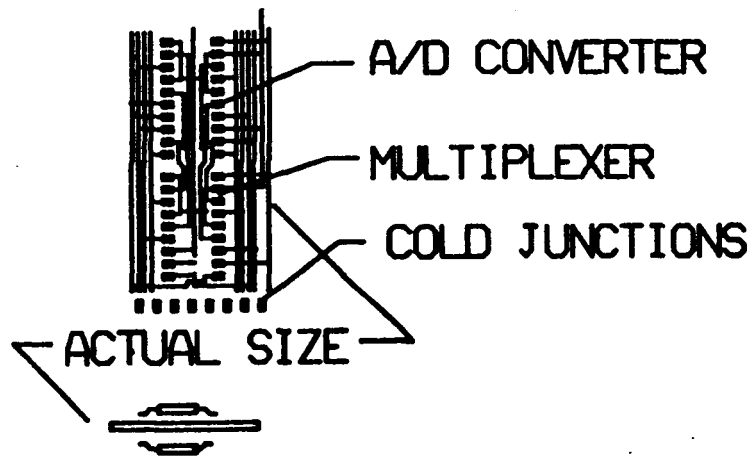 A/D CONVERTER
MULTIPLEXER
COLD JUNCTIONS
ACTUAL SIZE